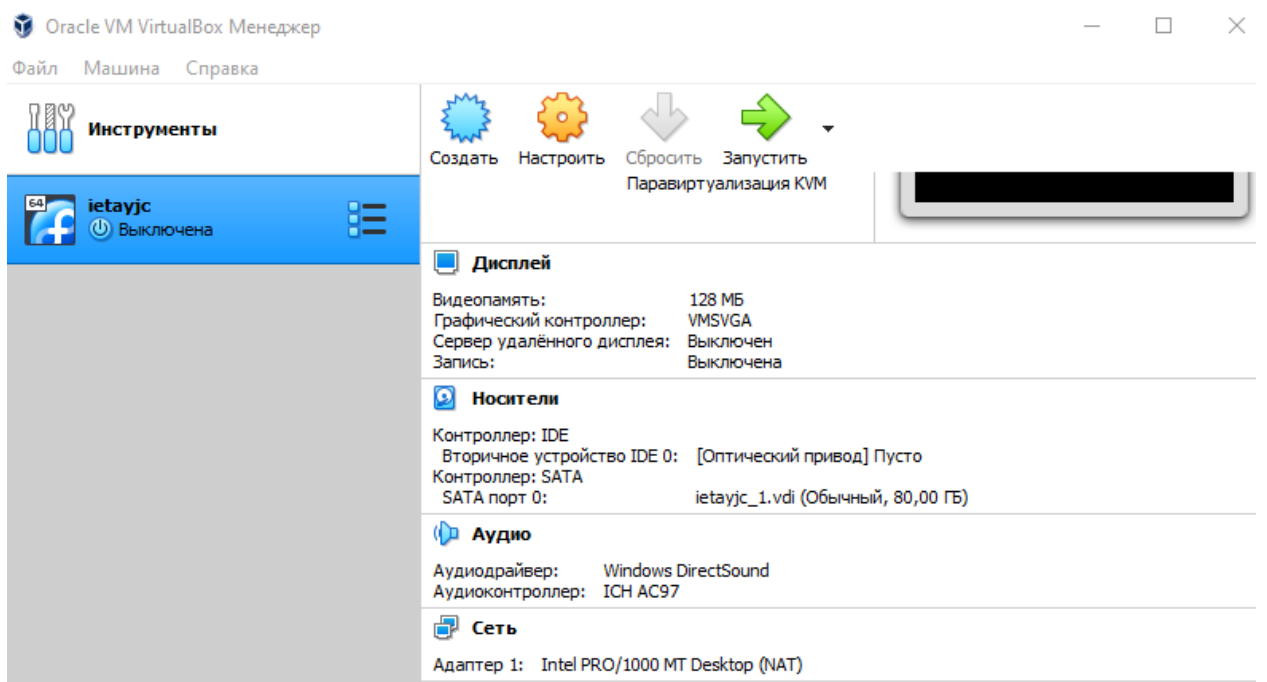 Oracle VM VirtualBox Менеджер
Файл Машина Справка
Инструменты
Создать Настроить Сбросить Запустить
64
ietayjc
Выключена
Паравиртуализация KVM
Дисплей
Видеопамять: 128 МБ
Графический контроллер: VMSVGA
Сервер удалённого дисплея: Выключен
Запись: Выключена
Носители
Контроллер: IDE
Вторичное устройство IDE 0: [Оптический привод] Пусто
Контроллер: SATA
SATA порт 0: ietayjc_1.vdi (Обычный, 80,00 ГБ)
Аудио
Аудиодрайвер: Windows DirectSound
Аудиоконтроллер: ICH AC97
Сеть
Адаптер 1: Intel PRO/1000 MT Desktop (NAT)